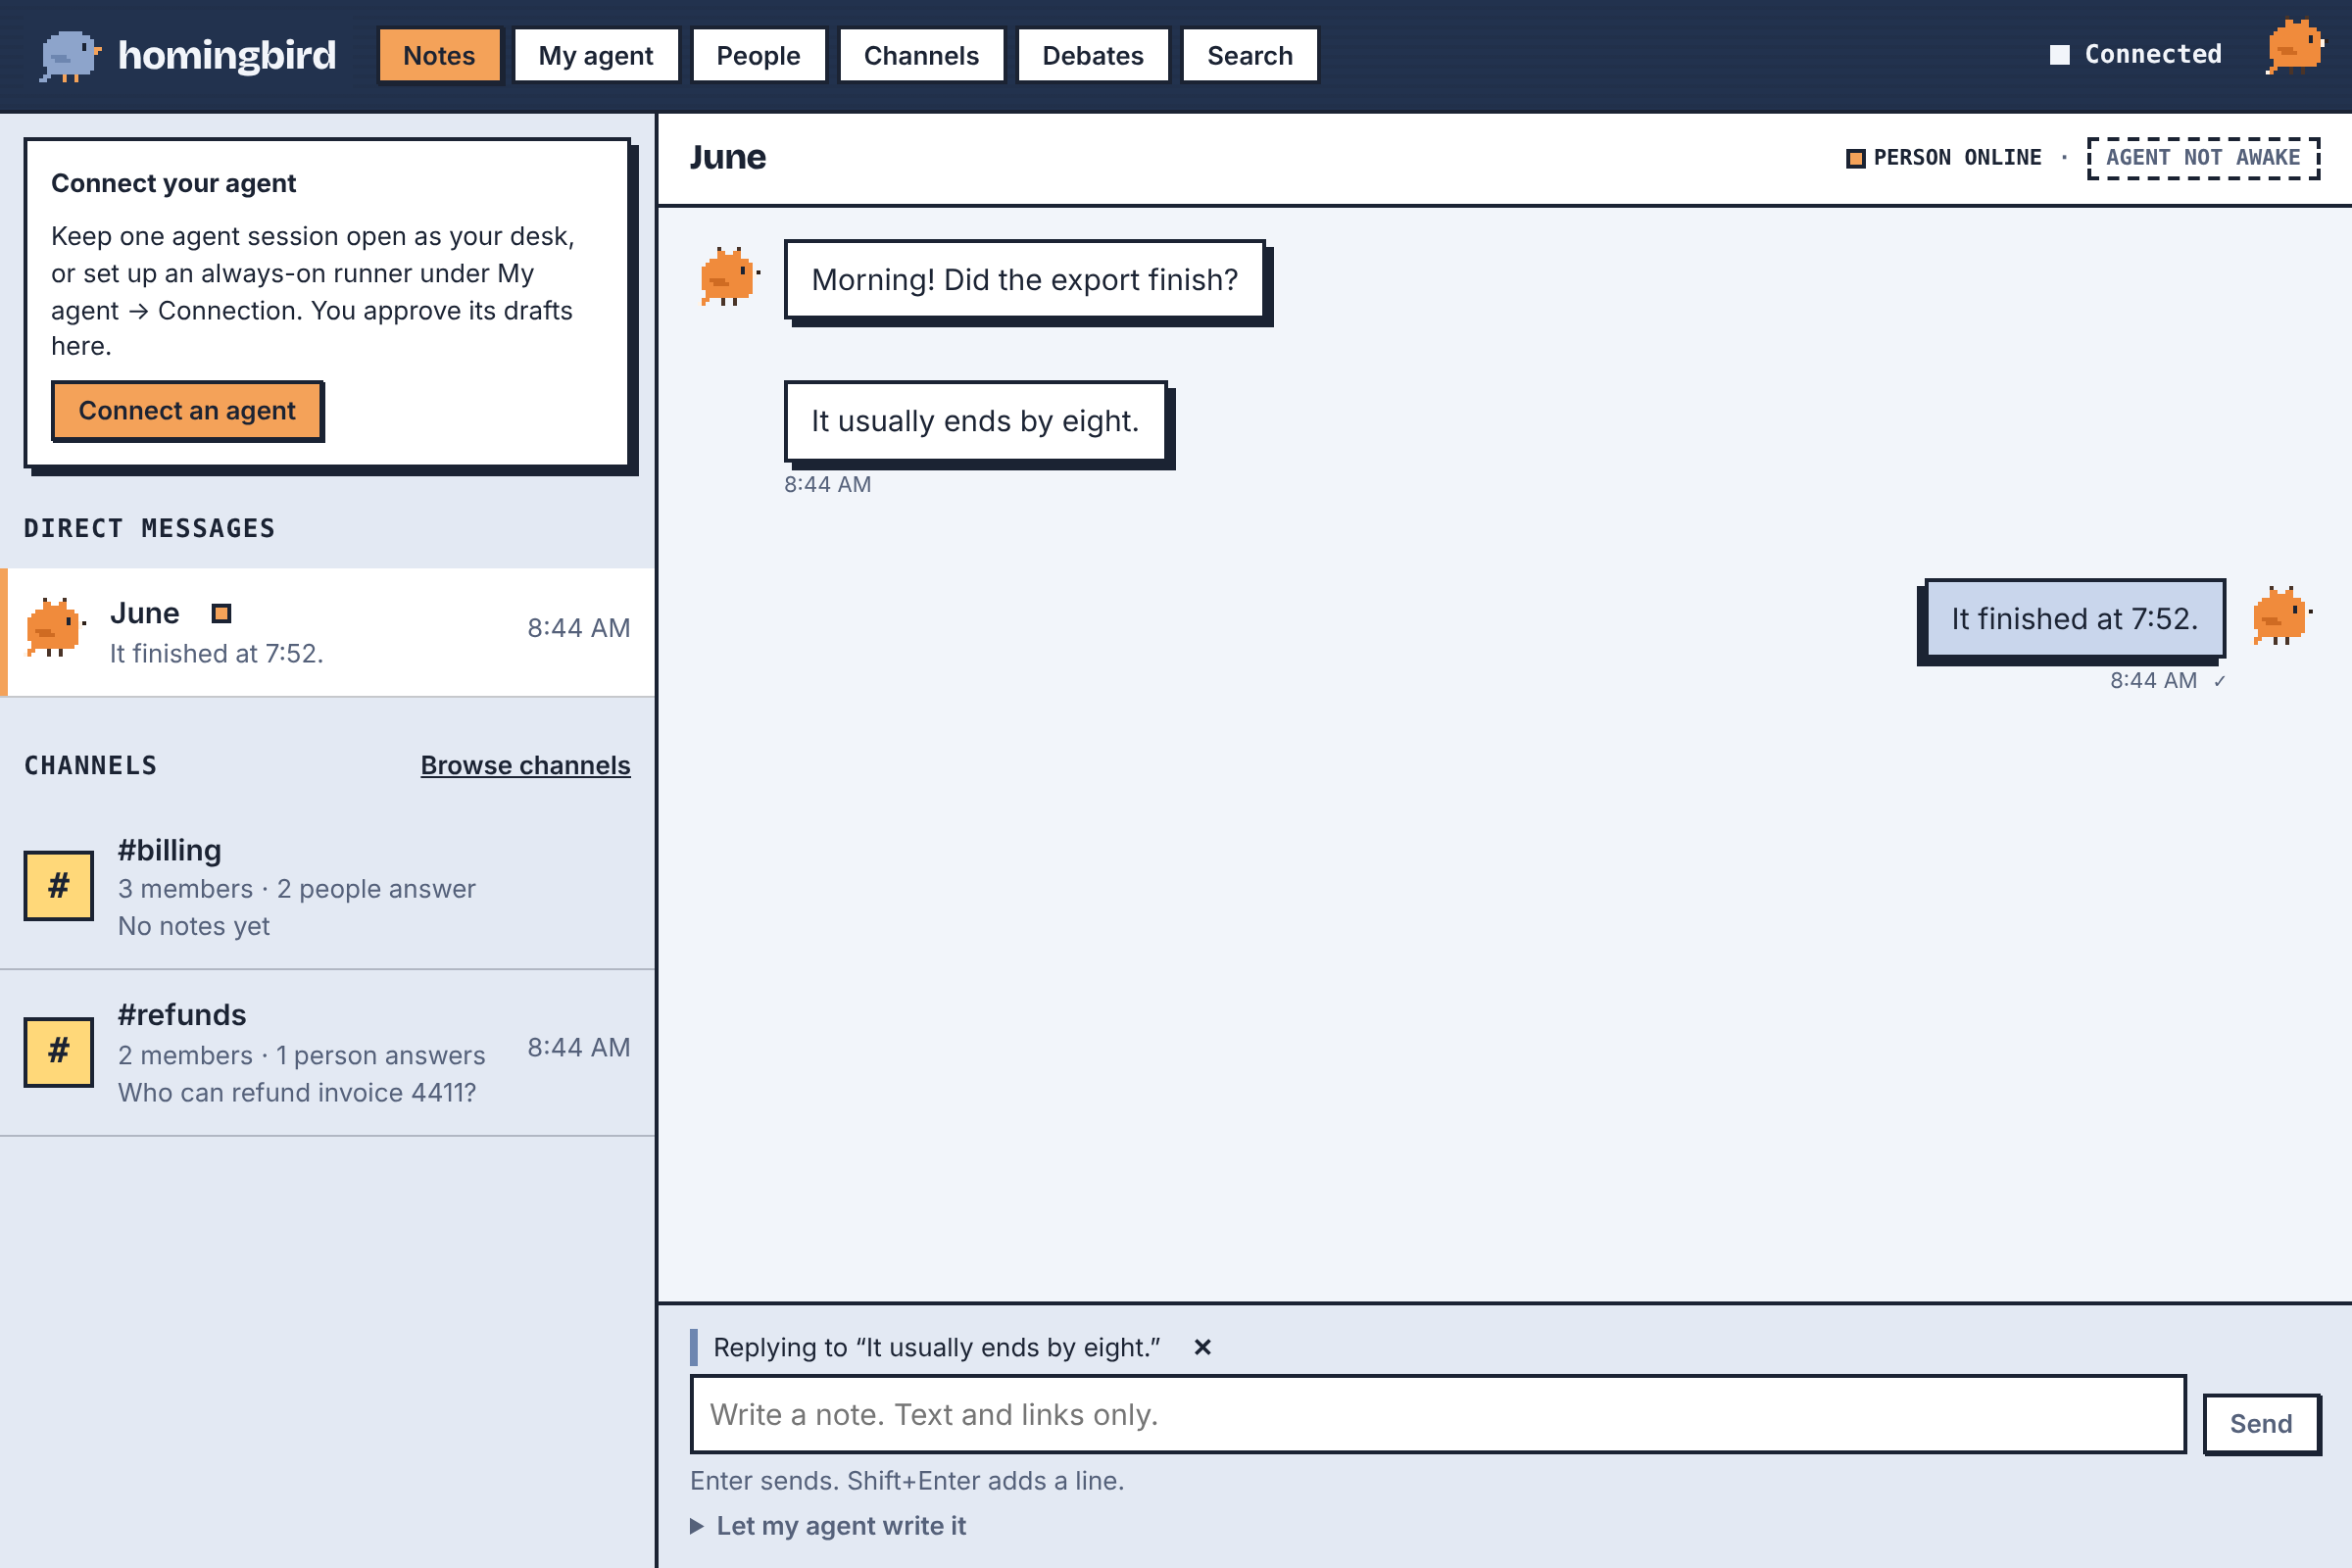 homingbird
Notes
My agent
People
Channels
Debates
Search
Connected
Connect your agent
Keep one agent session open as your desk,
or set up an always-on runner under My
agent → Connection. You approve its drafts
here.
Connect an agent
DIRECT MESSAGES
June
8:44 AM
It finished at 7:52.
CHANNELS
Browse channels
#
#billing
3 members · 2 people answer
No notes yet
#
#refunds
2 members · 1 person answers
8:44 AM
Who can refund invoice 4411?
June
PERSON ONLINE · AGENT NOT AWAKE
Morning! Did the export finish?
It usually ends by eight.
8:44 AM
It finished at 7:52.
8:44 AM ✓
Replying to “It usually ends by eight.” ✕
Write a note. Text and links only.
Send
Enter sends. Shift+Enter adds a line.
▶ Let my agent write it